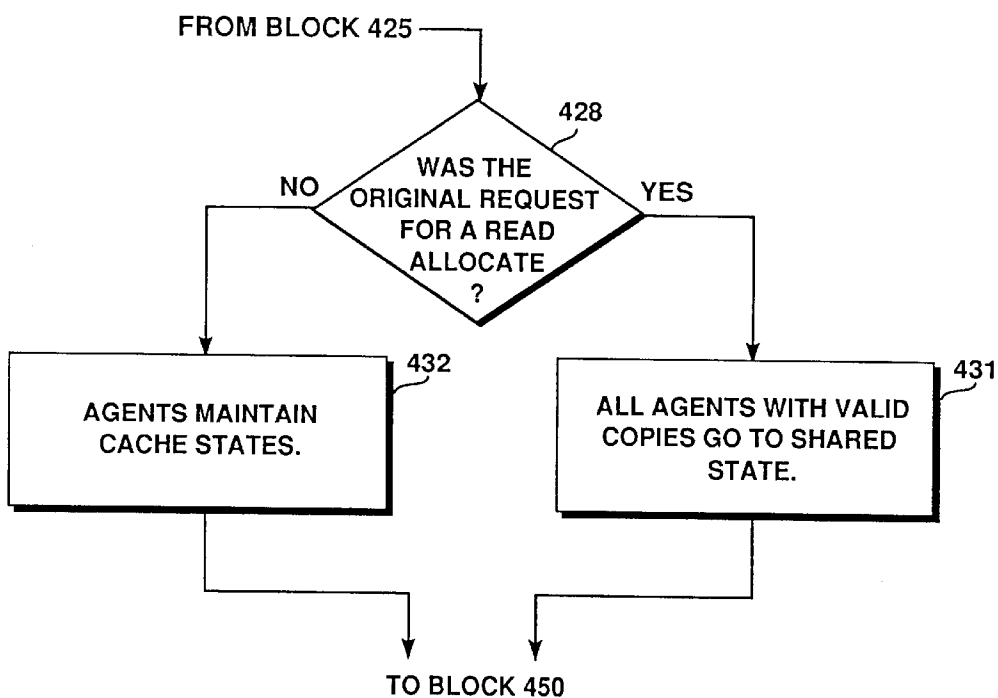 FROM BLOCK 425
428
WAS THE
ORIGINAL REQUEST
FOR A READ
ALLOCATE
?
NO
YES
432
AGENTS MAINTAIN
CACHE STATES.
431
ALL AGENTS WITH VALID
COPIES GO TO SHARED
STATE.
TO BLOCK 450